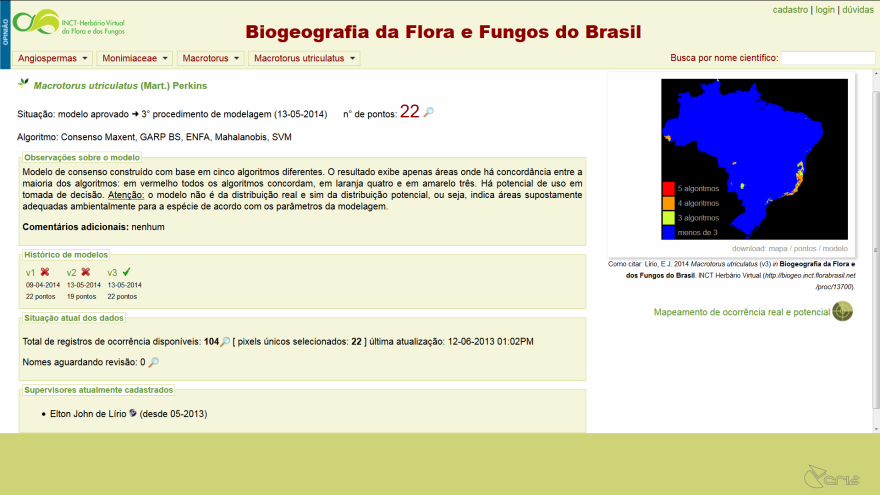 OPINIÃO
INCT-Herbário Virtual
da Flora e dos Fungos
cadastro | login | dúvidas
Biogeografia da Flora e Fungos do Brasil
Angiospermas Monimiaceae Macrotorus Macrotorus utriculatus
Busca por nome científico:
Macrotorus utriculatus (Mart.) Perkins
Situação: modelo aprovado ➔ 3° procedimento de modelagem (13-05-2014) n° de pontos: 22
Algoritmo: Consenso Maxent, GARP BS, ENFA, Mahalanobis, SVM
Observações sobre o modelo
Modelo de consenso construído com base em cinco algoritmos diferentes. O resultado exibe apenas áreas onde há concordância entre a
maioria dos algoritmos: em vermelho todos os algoritmos concordam, em laranja quatro e em amarelo três. Há potencial de uso em
tomada de decisão. Atenção: o modelo não é da distribuição real e sim da distribuição potencial, ou seja, indica áreas supostamente
adequadas ambientalmente para a espécie de acordo com os parâmetros da modelagem.
Comentários adicionais: nenhum
Histórico de modelos
v1 v2 v3
09-04-2014 13-05-2014 13-05-2014
22 pontos 19 pontos 22 pontos
Situação atual dos dados
Total de registros de ocorrência disponíveis: 104 [ pixels únicos selecionados: 22 ] última atualização: 12-06-2013 01:02PM
Nomes aguardando revisão: 0
Supervisores atualmente cadastrados
• Elton John de Lírio (desde 05-2013)
5 algoritmos
4 algoritmos
3 algoritmos
menos de 3
download: mapa / pontos / modelo
Como citar: Lírio, E.J. 2014 Macrotorus utriculatus (v3) in Biogeografia da Flora e
dos Fungos do Brasil. INCT Herbário Virtual (http://biogeo.inct.florabrasil.net
/proc/13700).
Mapeamento de ocorrência real e potencial
cria